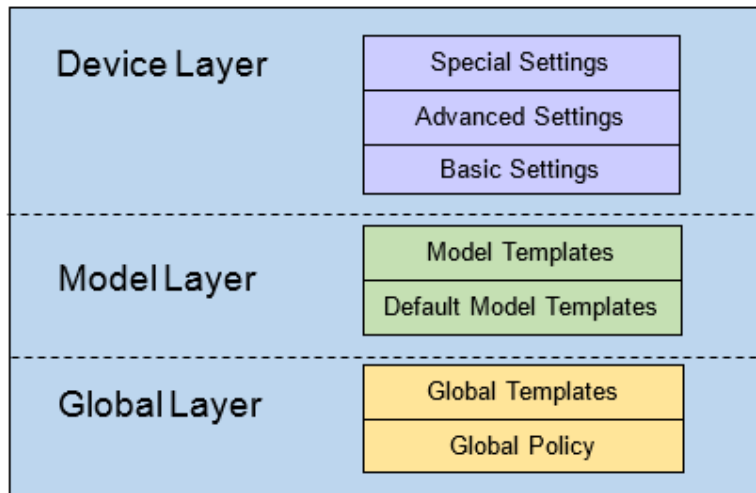 Device Layer
Special Settings
Advanced Settings
Basic Settings
Model Layer
Model Templates
Default Model Templates
Global Layer
Global Templates
Global Policy